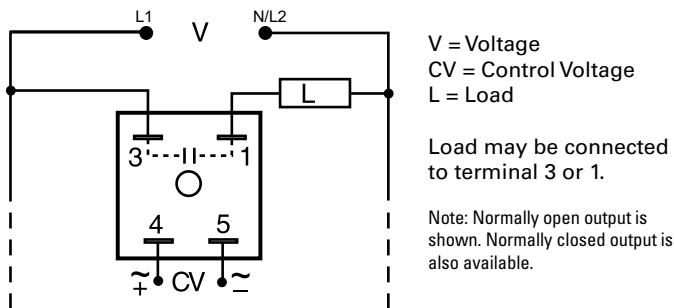 L1 V N/L2
L
3 1
4 5
~ + CV ~ –
V = Voltage
CV = Control Voltage
L = Load
Load may be connected
to terminal 3 or 1.
Note: Normally open output is
shown. Normally closed output is
also available.